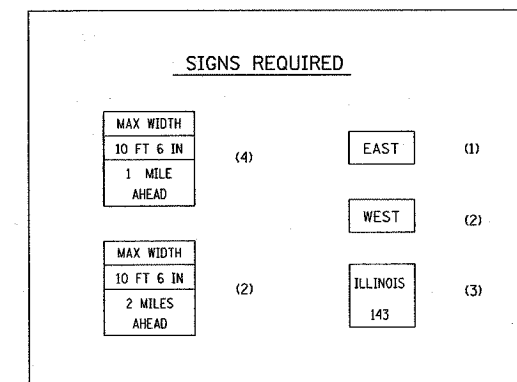 SIGNS REQUIRED
MAX WIDTH
10 FT 6 IN
1 MILE
AHEAD
(4)
MAX WIDTH
10 FT 6 IN
2 MILES
AHEAD
(2)
EAST
(1)
WEST
(2)
ILLINOIS
143
(3)